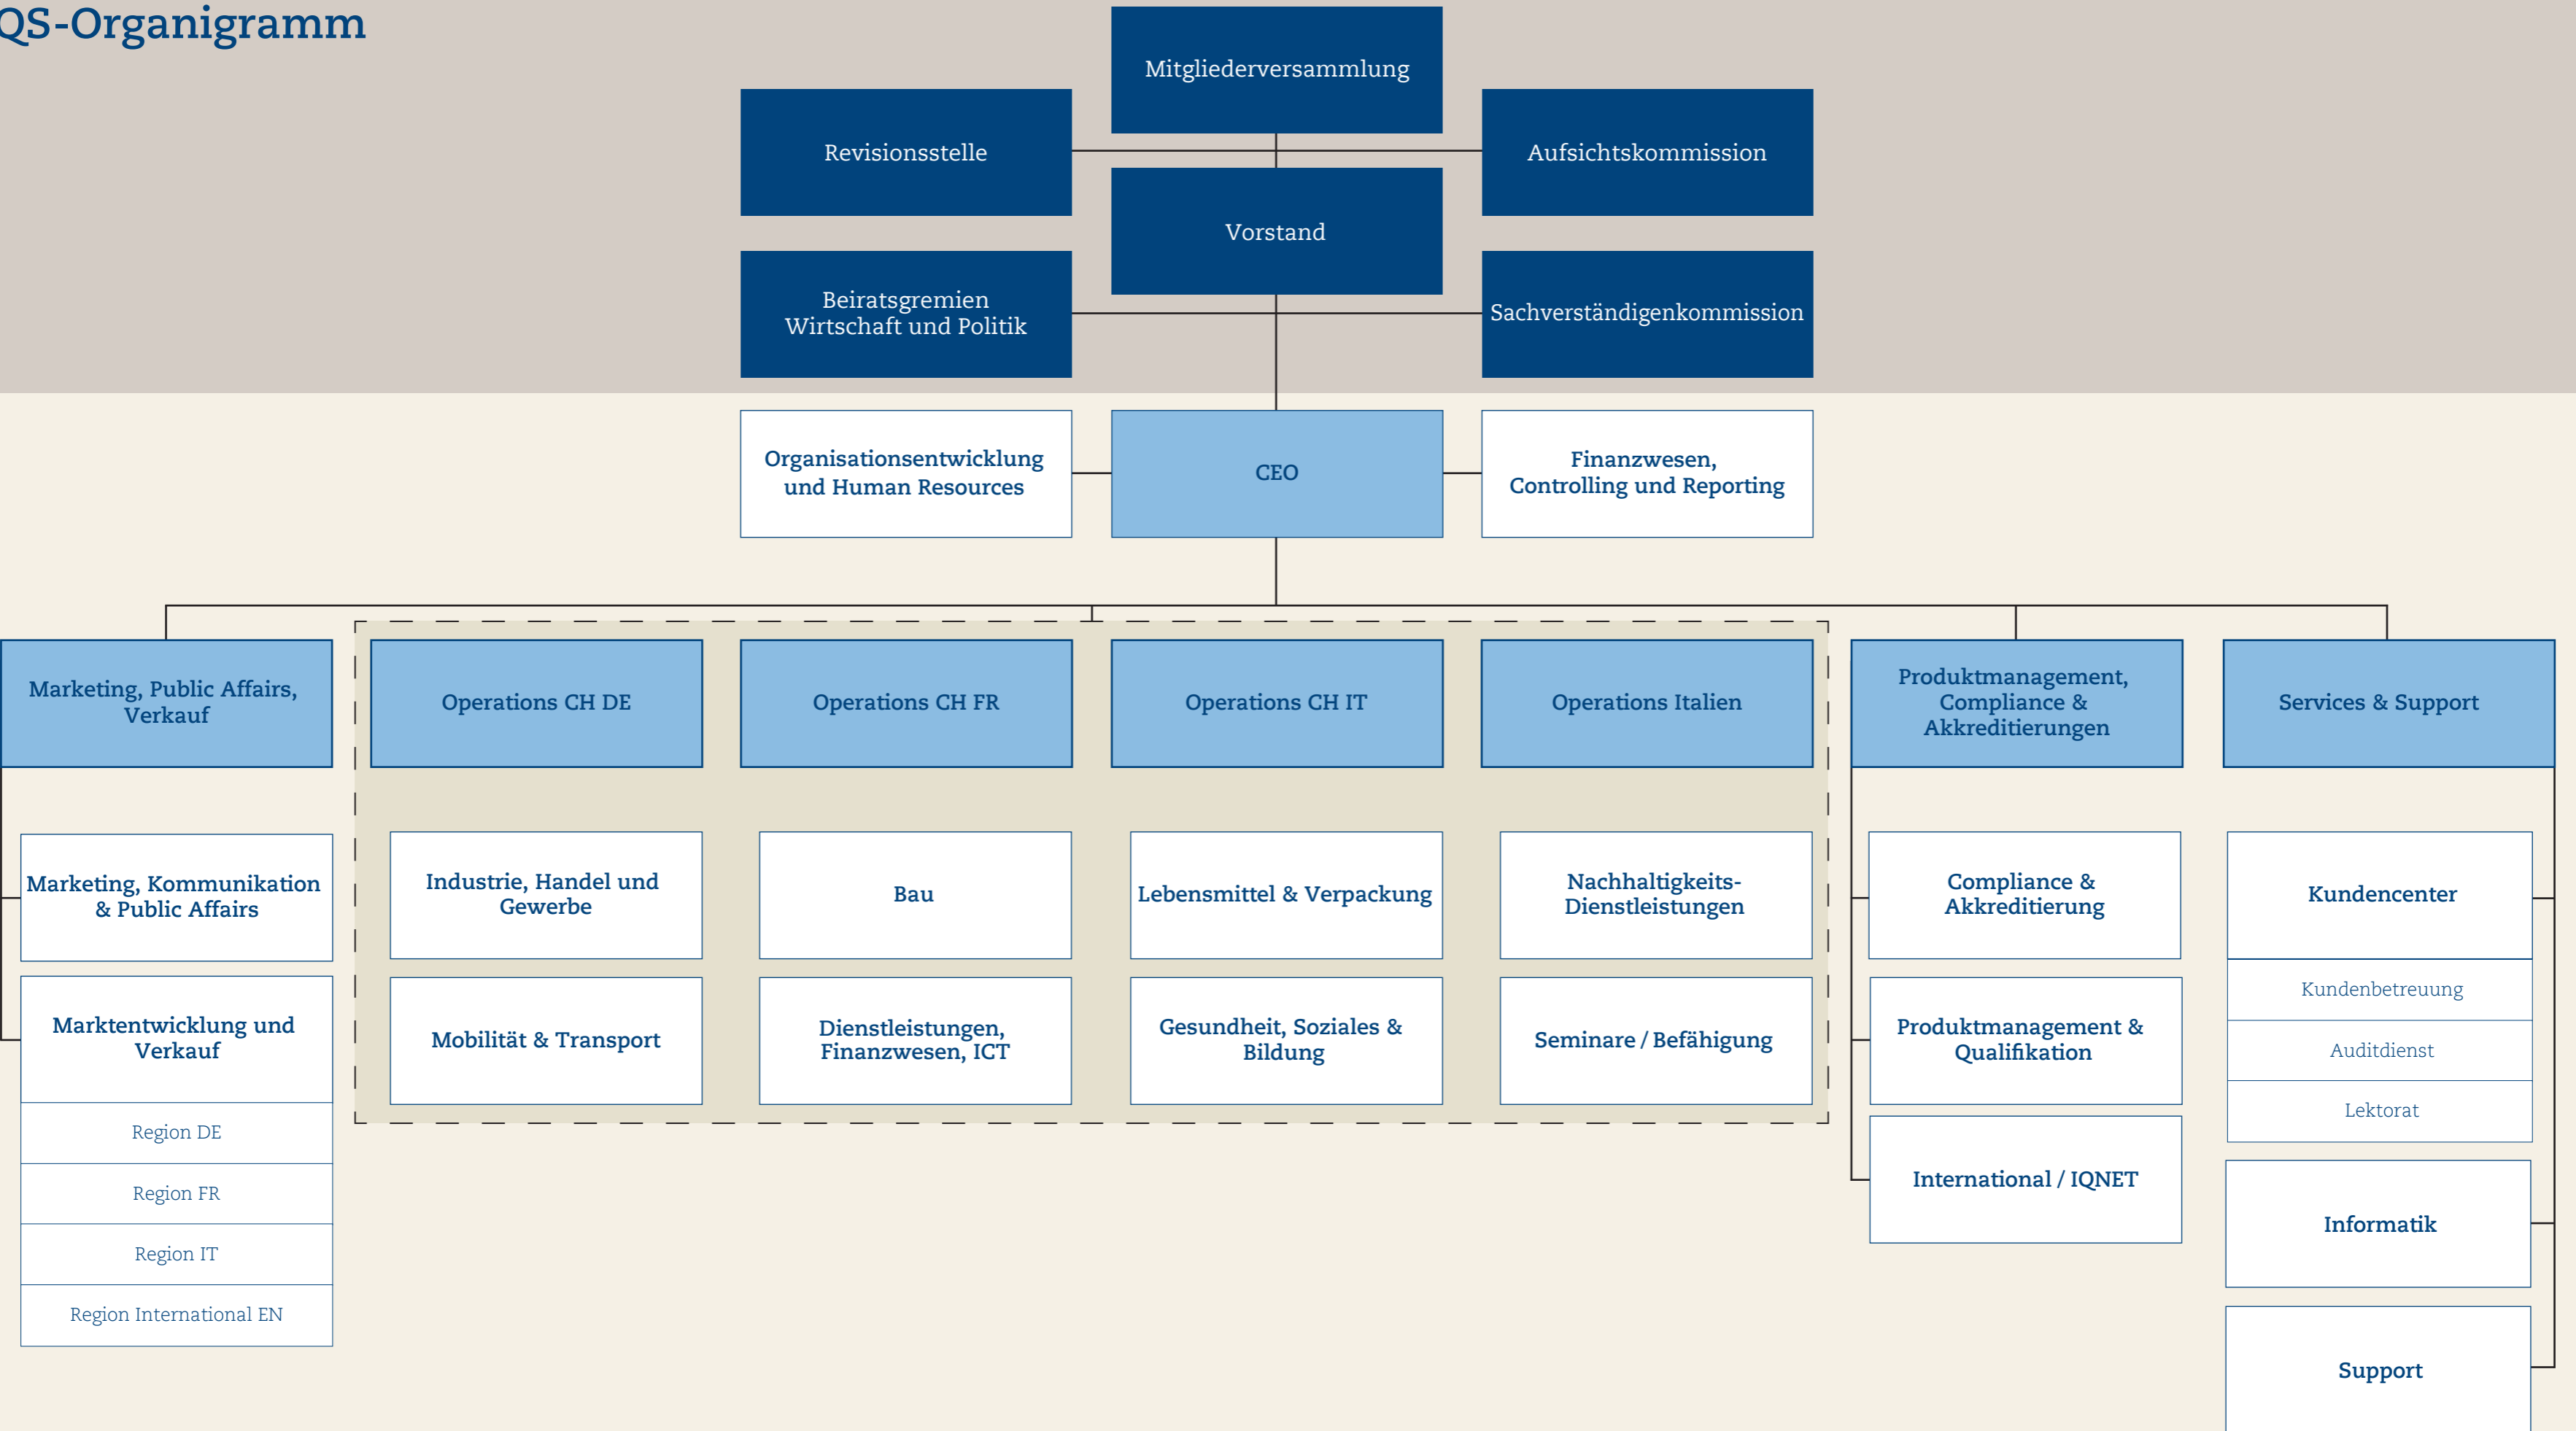 QS-Organigramm
Mitgliederversammlung
Revisionsstelle
Aufsichtskommission
Vorstand
Beiratsgremien
Wirtschaft und Politik
Sachverständigenkommission
Organisationsentwicklung
und Human Resources
CEO
Finanzwesen,
Controlling und Reporting
Marketing, Public Affairs,
Verkauf
Operations CH DE
Operations CH FR
Operations CH IT
Operations Italien
Produktmanagement,
Compliance &
Akkreditierungen
Services & Support
Marketing, Kommunikation
& Public Affairs
Industrie, Handel und
Gewerbe
Bau
Lebensmittel & Verpackung
Nachhaltigkeits-
Dienstleistungen
Compliance &
Akkreditierung
Kundencenter
Kundenbetreuung
Auditdienst
Lektorat
Marktentwicklung und
Verkauf
Mobilität & Transport
Dienstleistungen,
Finanzwesen, ICT
Gesundheit, Soziales &
Bildung
Seminare / Befähigung
Produktmanagement &
Qualifikation
Region DE
Region FR
Region IT
Region International EN
International / IQNET
Informatik
Support